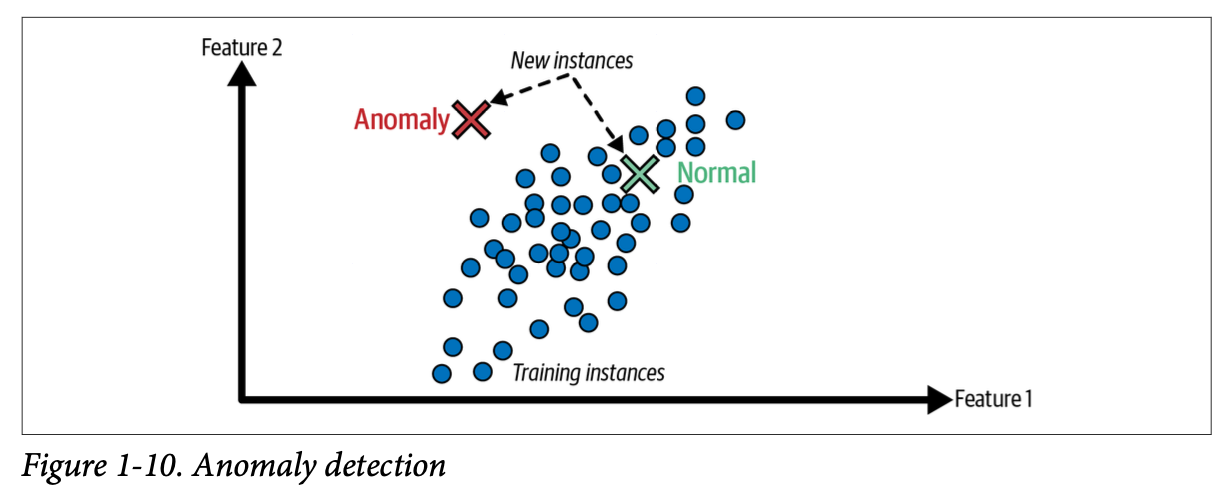 Feature 2
New instances
Anomaly
Normal
Training instances
Feature 1
Figure 1-10. Anomaly detection